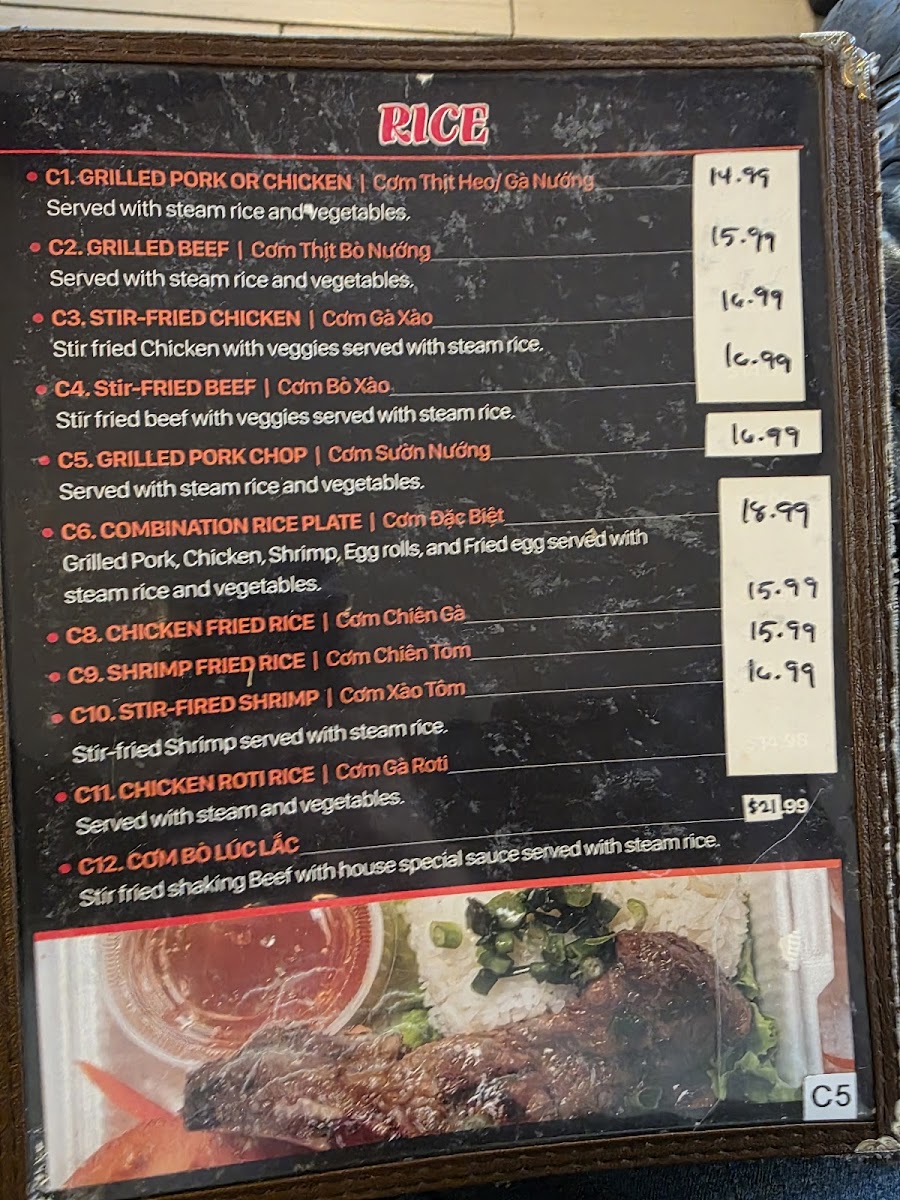 RICE
C1. GRILLED PORK OR CHICKEN | Cơm Thịt Heo/ Gà Nướng 14.99
Served with steam rice and vegetables.
C2. GRILLED BEEF | Cơm Thịt Bò Nướng 15.99
Served with steam rice and vegetables.
C3. STIR-FRIED CHICKEN | Cơm Gà Xào 16.99
Stir fried Chicken with veggies served with steam rice.
C4. Stir-FRIED BEEF | Cơm Bò Xào 16.99
Stir fried beef with veggies served with steam rice.
C5. GRILLED PORK CHOP | Cơm Sườn Nướng 16.99
Served with steam rice and vegetables.
C6. COMBINATION RICE PLATE | Cơm Đặc Biệt 18.99
Grilled Pork, Chicken, Shrimp, Egg rolls, and Fried egg served with
steam rice and vegetables.
C8. CHICKEN FRIED RICE | Cơm Chiên Gà 15.99
C9. SHRIMP FRIED RICE | Cơm Chiên Tôm 15.99
C10. STIR-FIRED SHRIMP | Cơm Xào Tôm 16.99
Stir-fried Shrimp served with steam rice.
C11. CHICKEN ROTI RICE | Cơm Gà Roti
Served with steam and vegetables.
C12. CƠM BÒ LÚC LẮC $21.99
Stir fried shaking Beef with house special sauce served with steam rice.
C5